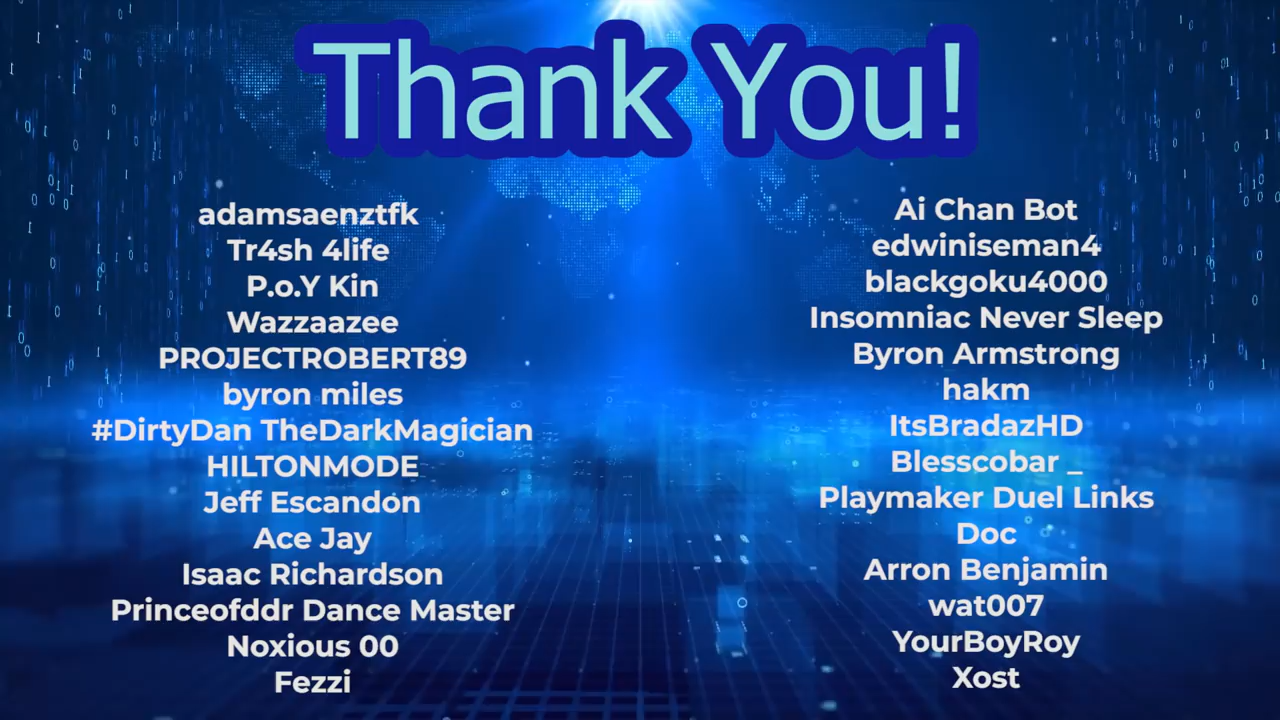 Thank You!
adamsaenztfk
Tr4sh 4life
P.o.Y Kin
Wazzaazee
PROJECTROBERT89
byron miles
#DirtyDan TheDarkMagician
HILTONMODE
Jeff Escandon
Ace Jay
Isaac Richardson
Princeofddr Dance Master
Noxious 00
Fezzi
Ai Chan Bot
edwiniseman4
blackgoku4000
Insomniac Never Sleep
Byron Armstrong
hakm
ItsBradazHD
Blesscobar _
Playmaker Duel Links
Doc
Arron Benjamin
wat007
YourBoyRoy
Xost